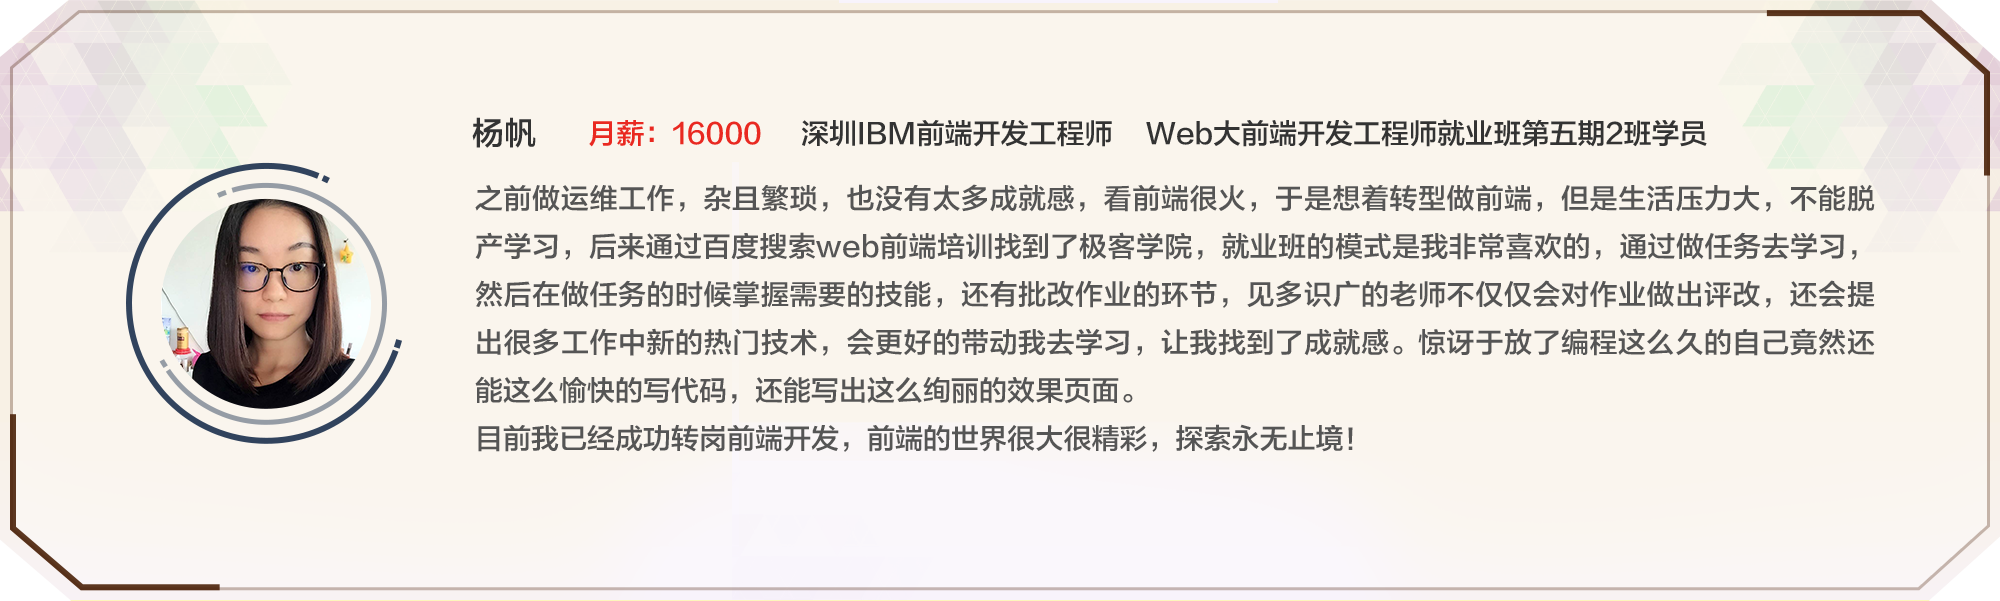 杨帆 月薪：16000 深圳IBM前端开发工程师 Web大前端开发工程师就业班第五期2班学员
之前做运维工作，杂且繁琐，也没有太多成就感，看前端很火，于是想着转型做前端，但是生活压力大，不能脱
产学习，后来通过百度搜索web前端培训找到了极客学院，就业班的模式是我非常喜欢的，通过做任务去学习，
然后在做任务的时候掌握需要的技能，还有批改作业的环节，见多识广的老师不仅仅会对作业做出评改，还会提
出很多工作中新的热门技术，会更好的带动我去学习，让我找到了成就感。惊讶于放了编程这么久的自己竟然还
能这么愉快的写代码，还能写出这么绚丽的效果页面。
目前我已经成功转岗前端开发，前端的世界很大很精彩，探索永无止境！